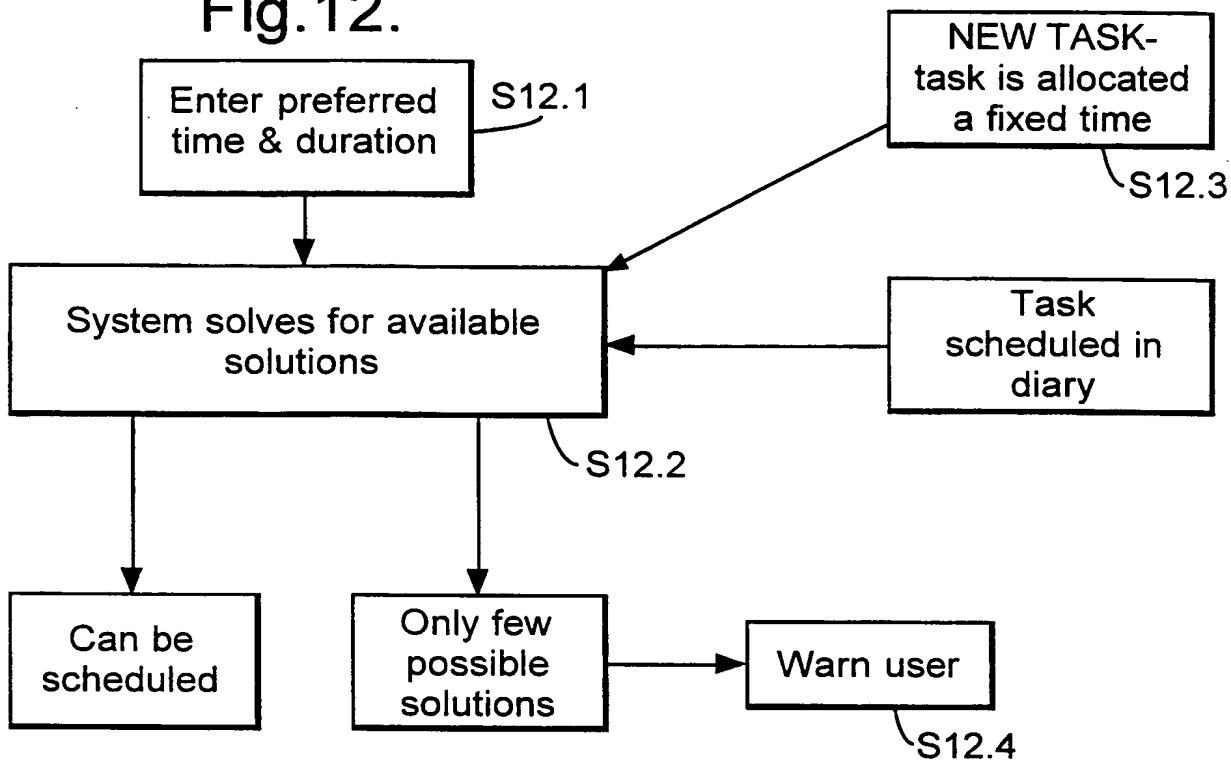 Fig.12.
Enter preferred
time & duration
S12.1
NEW TASK-
task is allocated
a fixed time
S12.3
System solves for available
solutions
S12.2
Task
scheduled in
diary
Can be
scheduled
Only few
possible
solutions
Warn user
S12.4